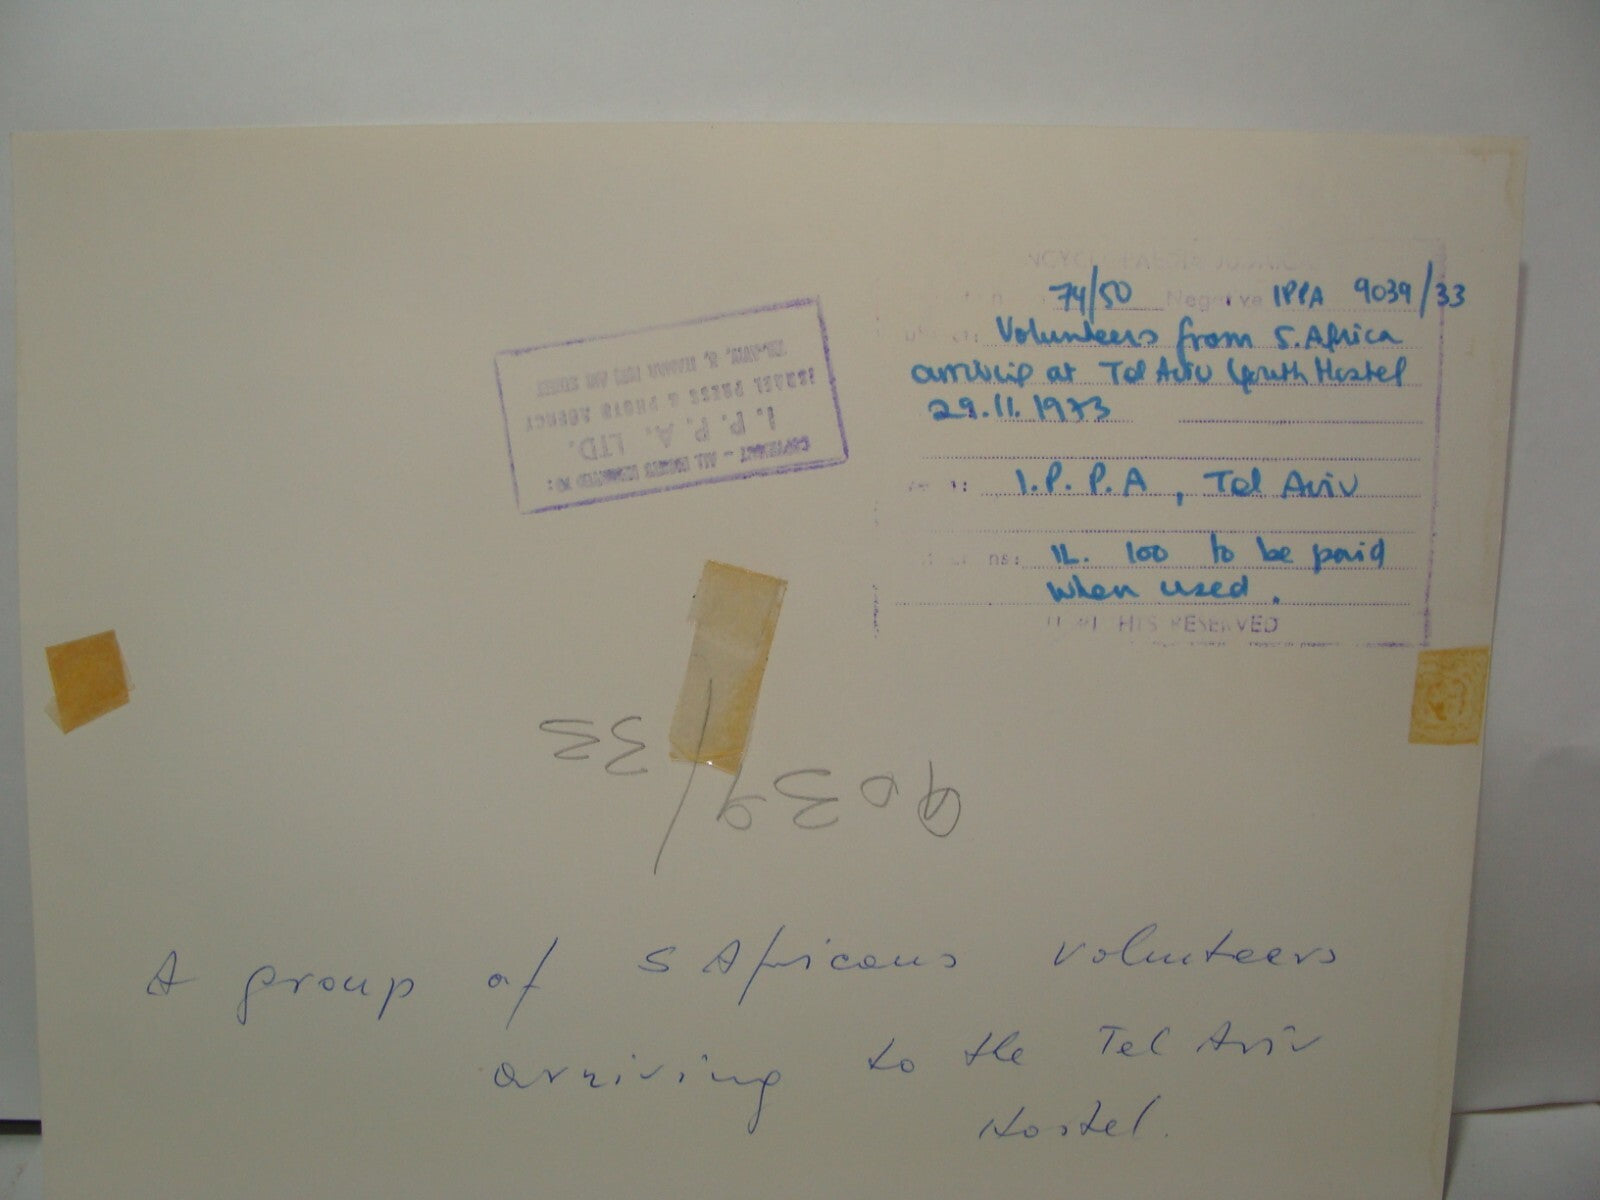 74/50 Negative IPPA 9039/33
Volunteers from S. Africa
arriving at Tel Aviv Youth Hostel
29.11.1973
I.P.P.A, Tel Aviv
IL. 100 to be paid
when used.
RESERVED
COPYRIGHT - ALL RIGHTS RESERVED TO:
I. P. P. A. LTD.
ISRAEL PRESS & PHOTO AGENCY
9039/33
A group of S Africans volunteers
arriving to the Tel Aviv
Hostel.